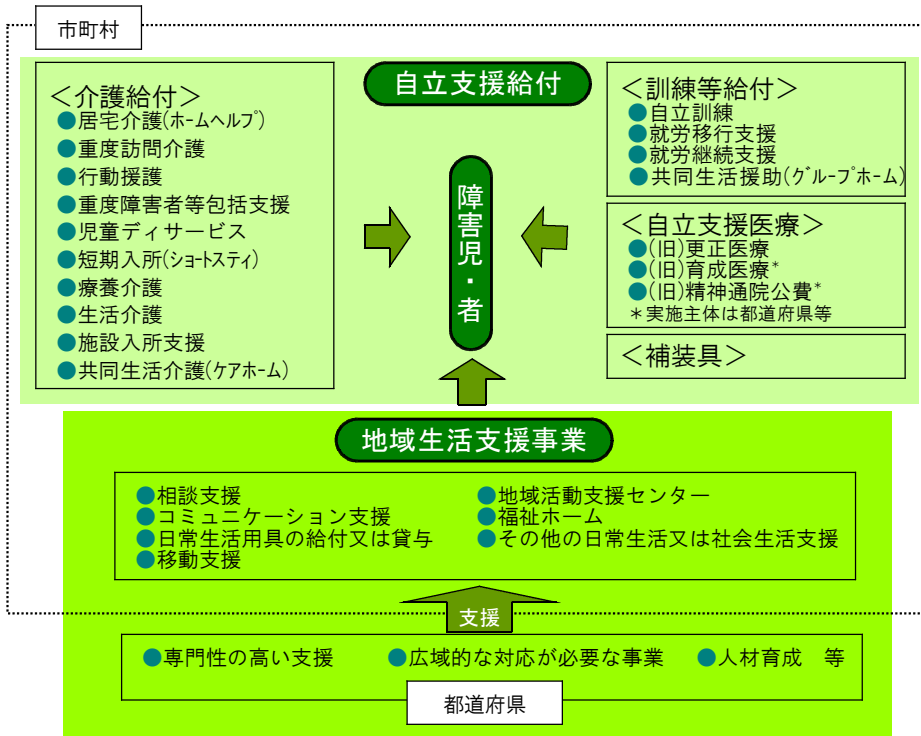 市町村
自立支援給付
＜介護給付＞
●居宅介護(ホームヘルプ)
●重度訪問介護
●行動援護
●重度障害者等包括支援
●児童ディサービス
●短期入所(ショートスティ)
●療養介護
●生活介護
●施設入所支援
●共同生活介護(ケアホーム)
障害児・者
＜訓練等給付＞
●自立訓練
●就労移行支援
●就労継続支援
●共同生活援助(グループホーム)
＜自立支援医療＞
●(旧)更正医療
●(旧)育成医療*
●(旧)精神通院公費*
＊実施主体は都道府県等
＜補装具＞
地域生活支援事業
●相談支援
●コミュニケーション支援
●日常生活用具の給付又は貸与
●移動支援
●地域活動支援センター
●福祉ホーム
●その他の日常生活又は社会生活支援
支援
●専門性の高い支援 ●広域的な対応が必要な事業 ●人材育成　等
都道府県